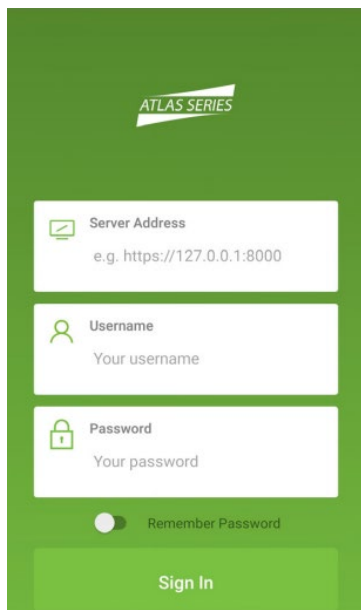 ATLAS SERIES
Server Address
e.g. https://127.0.0.1:8000
Username
Your username
Password
Your password
Remember Password
Sign In